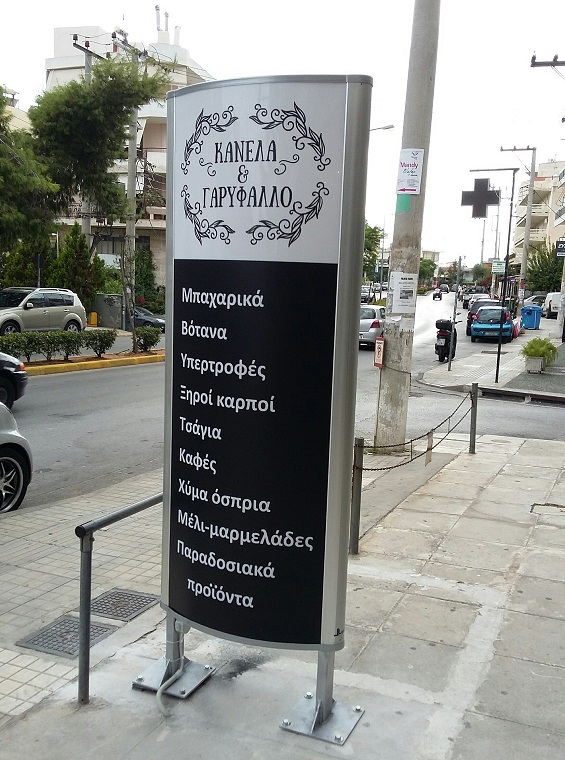 ΚΑΝΕΛΑ
&
ΓΑΡΥΦΑΛΛΟ
Μπαχαρικά
Βότανα
Υπερτροφές
Ξηροί καρποί
Τσάγια
Καφές
Χύμα όσπρια
Μέλι-μαρμελάδες
Παραδοσιακά
προϊόντα